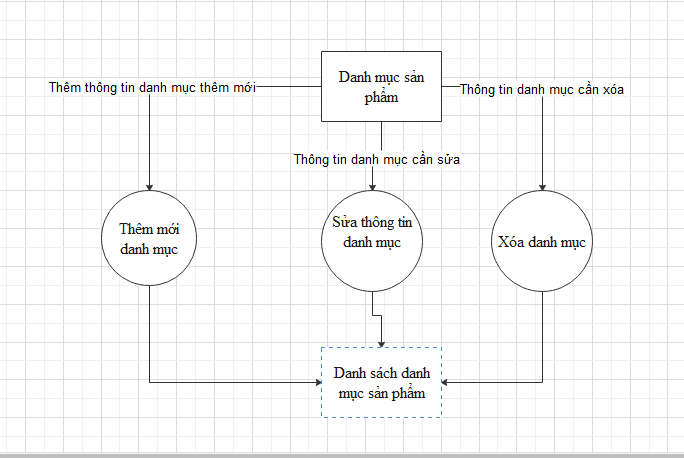 Danh mục sản
phẩm
Thêm thông tin danh mục thêm mới
Thông tin danh mục cần xóa
Thông tin danh mục cần sửa
Thêm mới
danh mục
Sửa thông tin
danh mục
Xóa danh mục
Danh sách danh
mục sản phẩm